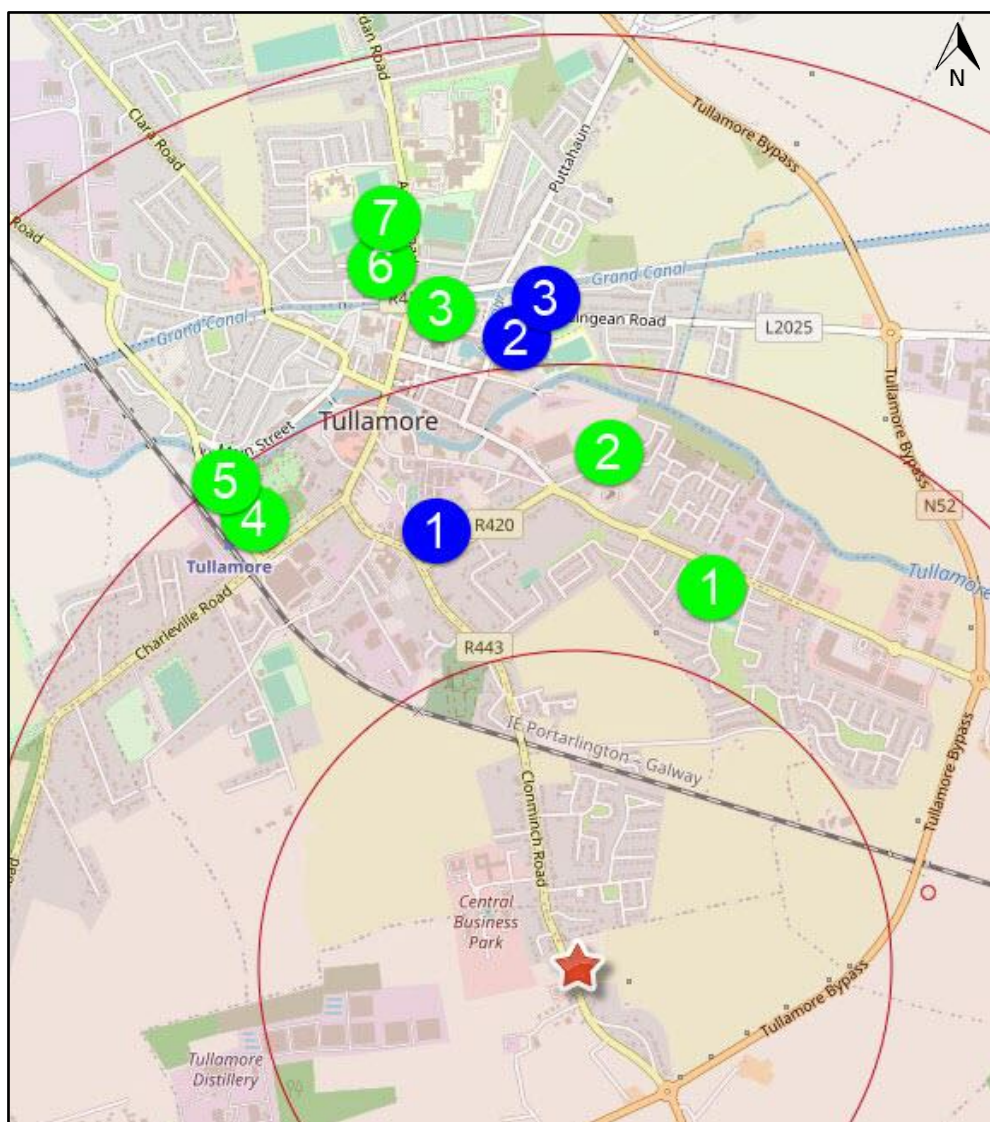 N
Clara Road
Puttahaun
Tullamore Bypass
Road
7
6
3
3
2
Grand Canal
Grand Canal
L2025
Tullamore
2
5
4
1
R420
N52
Tullamore Bypass
Tullamore
Tullamore
1
Charleville Road
R443
IE Portarlington – Galway
Clonminch Road
Tullamore Bypass
Central
Business
Park
Tullamore
Distillery
Tullamore Bypass